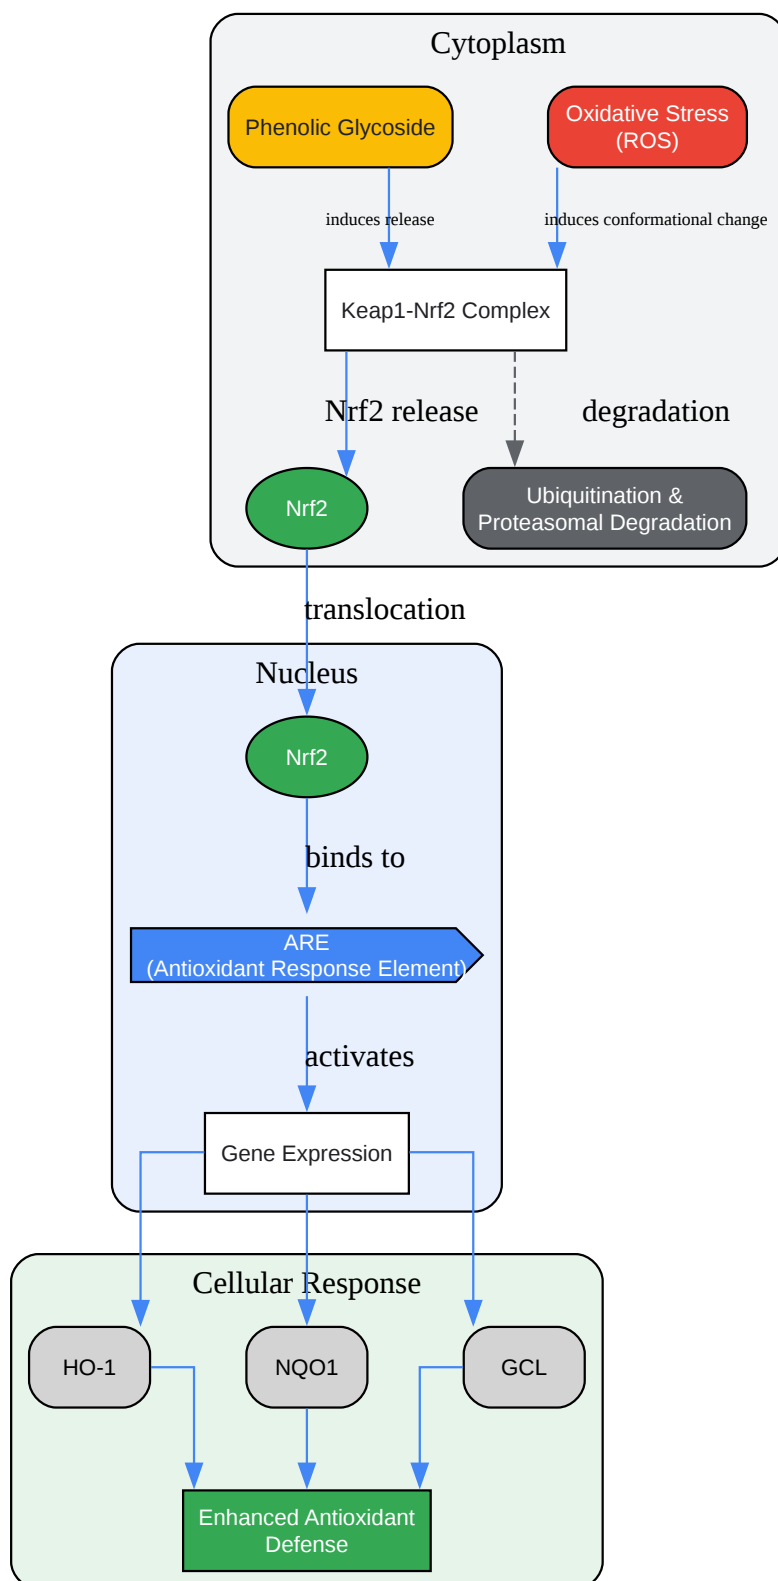 Cytoplasm
Phenolic Glycoside
Oxidative Stress
(ROS)
induces release
induces conformational change
Keap1-Nrf2 Complex
Nrf2 release
degradation
Nrf2
Ubiquitination &
Proteasomal Degradation
translocation
Nucleus
Nrf2
binds to
ARE
(Antioxidant Response Element)
activates
Gene Expression
Cellular Response
HO-1
NQO1
GCL
Enhanced Antioxidant
Defense